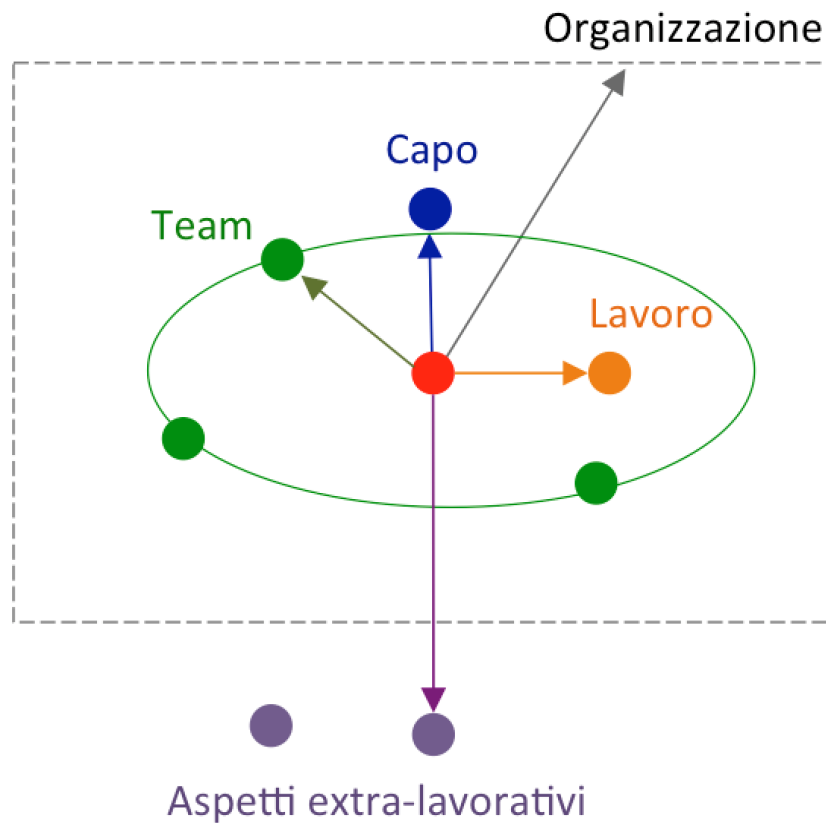 Organizzazione
Capo
Team
Lavoro
Aspetti extra-lavorativi